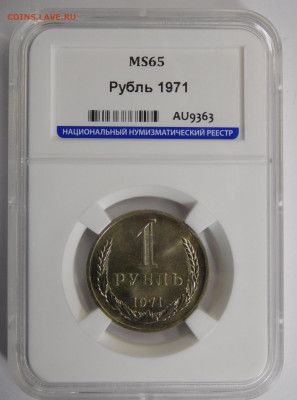 COINS.LAVE.RU
MS65
Рубль 1971
AU9363
НАЦИОНАЛЬНЫЙ НУМИЗМАТИЧЕСКИЙ РЕЕСТР
1
РУБЛЬ
1971